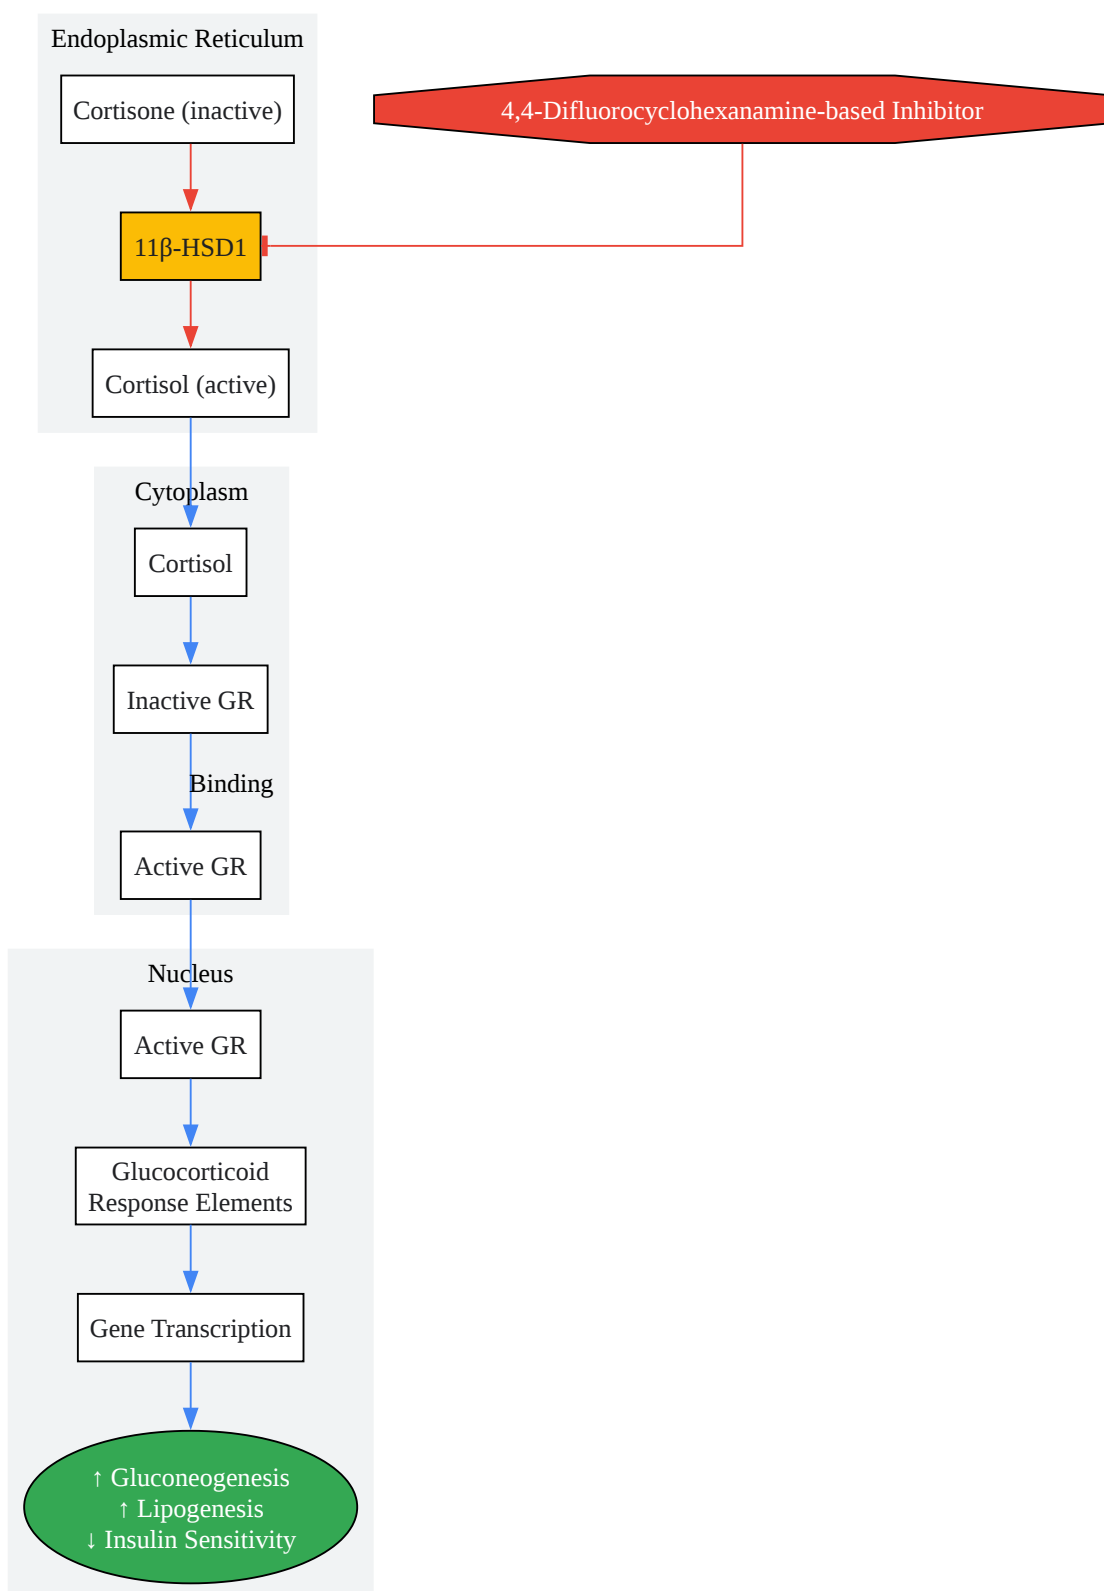 Endoplasmic Reticulum
Cortisone (inactive)
4,4-Difluorocyclohexanamine-based Inhibitor
11β-HSD1
Cortisol (active)
Cytoplasm
Cortisol
Inactive GR
Binding
Active GR
Nucleus
Active GR
Glucocorticoid
Response Elements
Gene Transcription
↑ Gluconeogenesis
↑ Lipogenesis
↓ Insulin Sensitivity